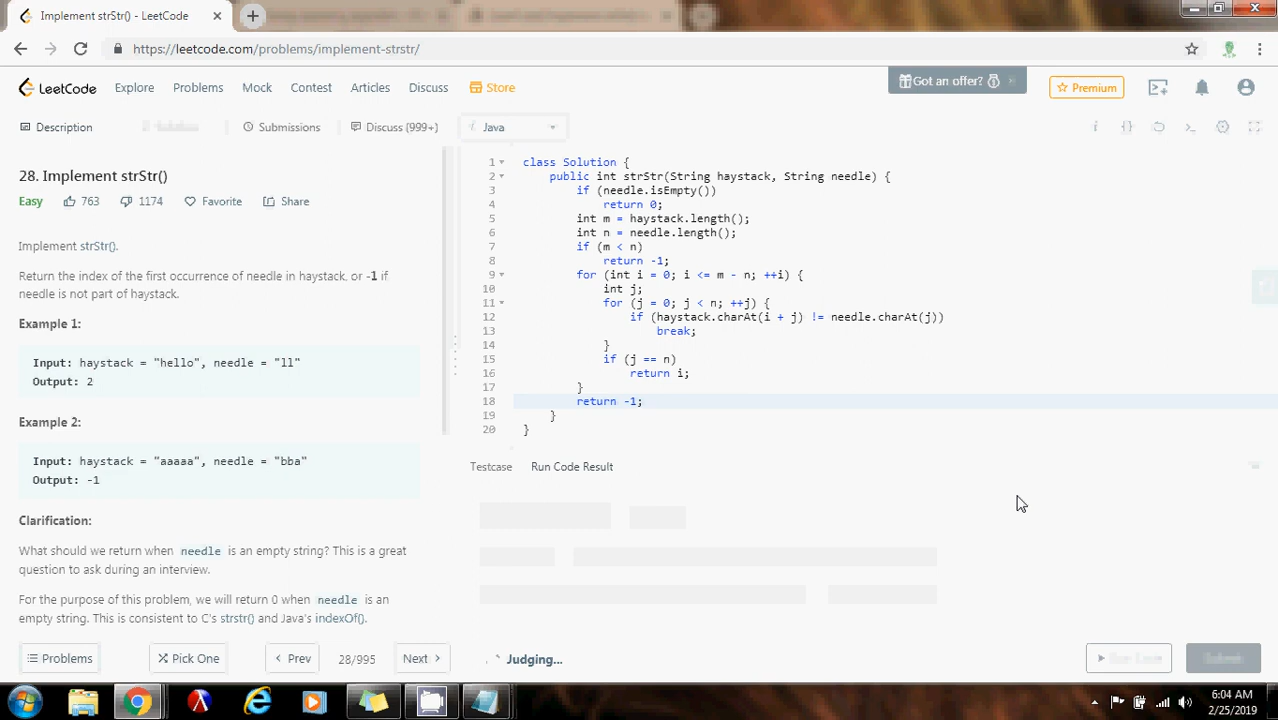 Implement strStr() - LeetCode
https://leetcode.com/problems/implement-strstr/
LeetCode Explore Problems Mock Contest Articles Discuss Store Got an offer? Premium
Description Submissions Discuss (999+) Java
28. Implement strStr()
Easy 763 1174 Favorite Share
Implement strStr().
Return the index of the first occurrence of needle in haystack, or -1 if
needle is not part of haystack.
Example 1:
Input: haystack = "hello", needle = "ll"
Output: 2
Example 2:
Input: haystack = "aaaaa", needle = "bba"
Output: -1
Clarification:
What should we return when needle is an empty string? This is a great
question to ask during an interview.
For the purpose of this problem, we will return 0 when needle is an
empty string. This is consistent to C's strstr() and Java's indexOf().
1 class Solution {
2 public int strStr(String haystack, String needle) {
3 if (needle.isEmpty())
4 return 0;
5 int m = haystack.length();
6 int n = needle.length();
7 if (m < n)
8 return -1;
9 for (int i = 0; i <= m - n; ++i) {
10 int j;
11 for (j = 0; j < n; ++j) {
12 if (haystack.charAt(i + j) != needle.charAt(j))
13 break;
14 }
15 if (j == n)
16 return i;
17 }
18 return -1;
19 }
20 }
Testcase Run Code Result
Problems Pick One Prev 28/995 Next Judging...
6:04 AM
2/25/2019